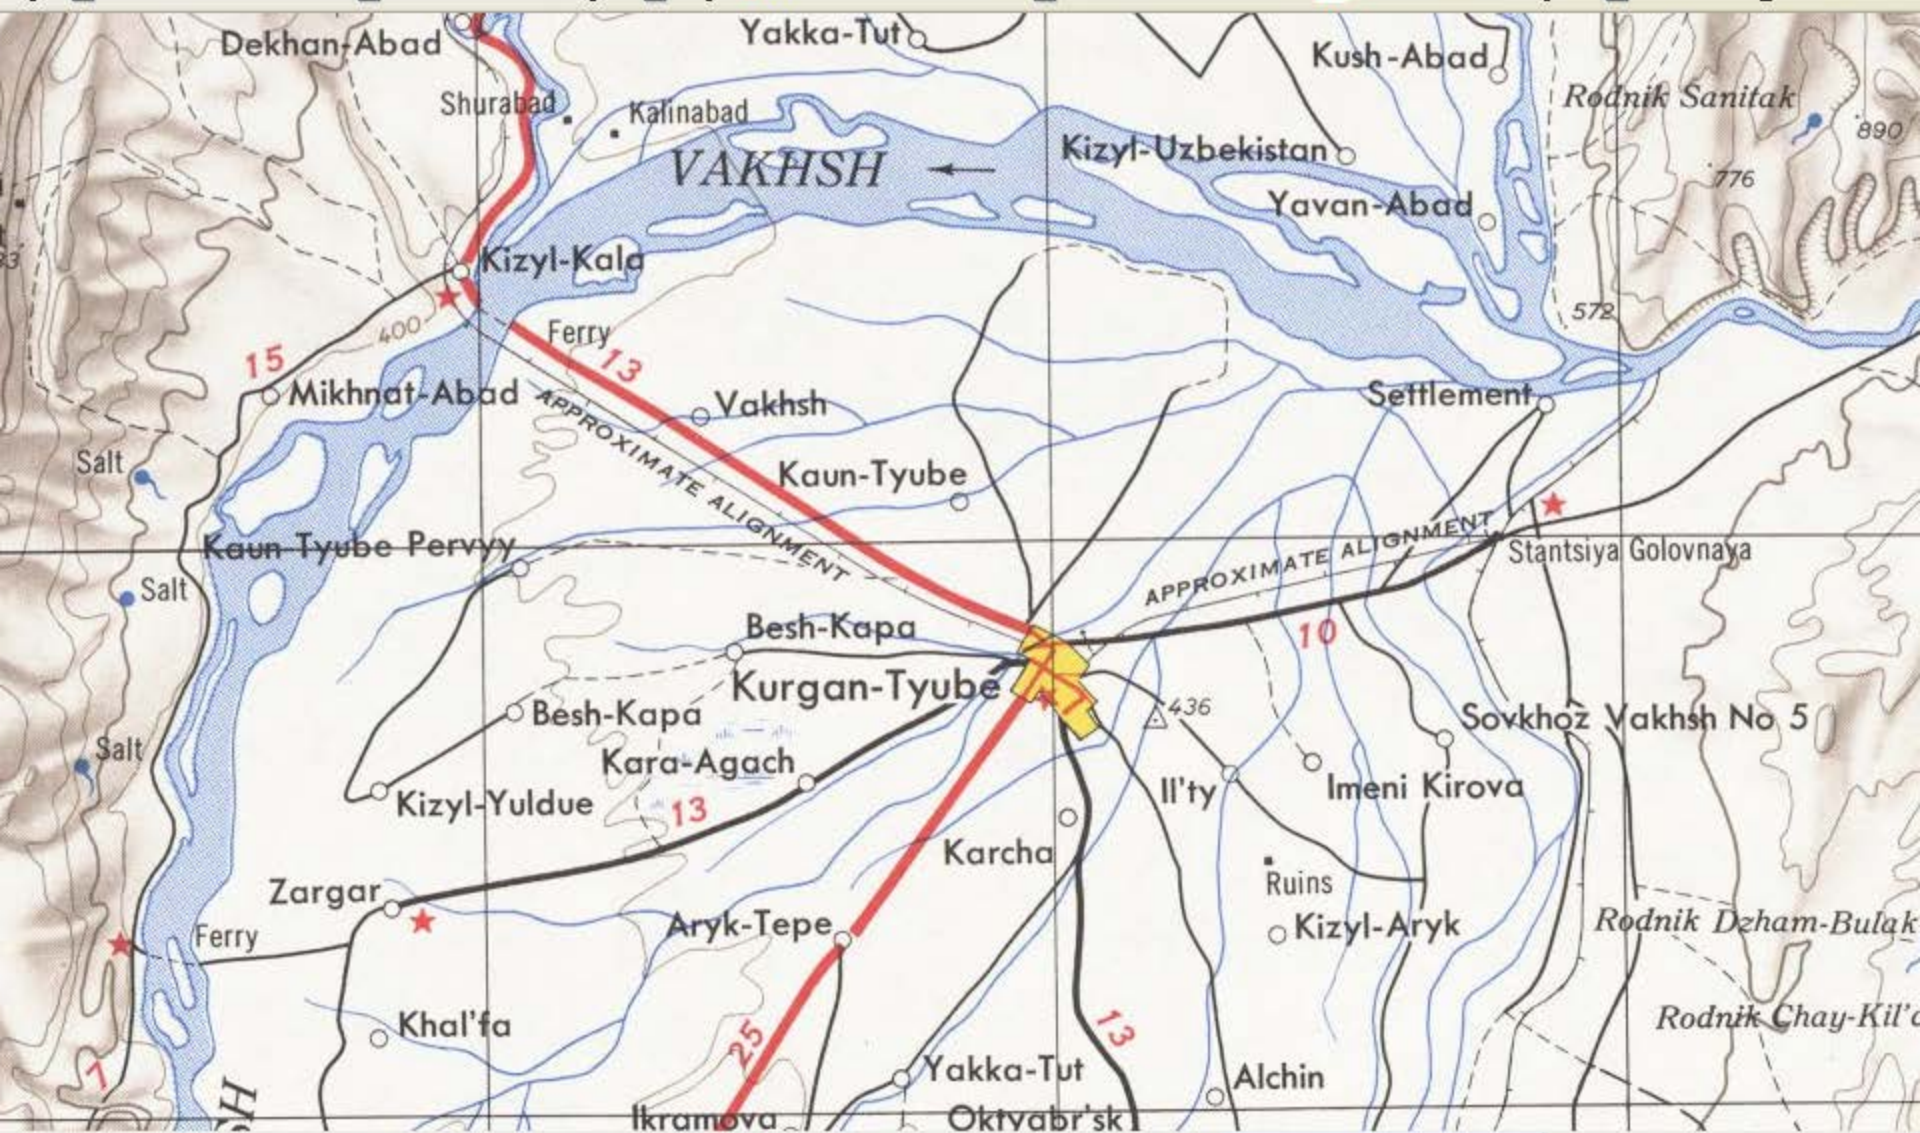 Dekhan-Abad
Yakka-Tut
Kush-Abad
Rodnik Sanitak
890
Shurabad
Kalinabad
VAKHSH
Kizyl-Uzbekistan
776
Yavan-Abad
Kizyl-Kala
400
Ferry
572
15
13
Mikhnat-Abad
Vakhsh
Settlement
APPROXIMATE ALIGNMENT
Salt
Kaun-Tyube
Kaun-Tyube Pervyy
APPROXIMATE ALIGNMENT
Stantsiya Golovnaya
Salt
Besh-Kapa
10
Kurgan-Tyube
Besh-Kapa
436
Sovkhoz Vakhsh No 5
Salt
Kara-Agach
Il'ty
Imeni Kirova
Kizyl-Yuldue
13
Karcha
Zargar
Ruins
Ferry
Aryk-Tepe
Kizyl-Aryk
Rodnik Dzham-Bulak
Khal'fa
25
13
Rodnik Chay-Kil'
7
Yakka-Tut
Alchin
Ikramova
Oktyabr'sk